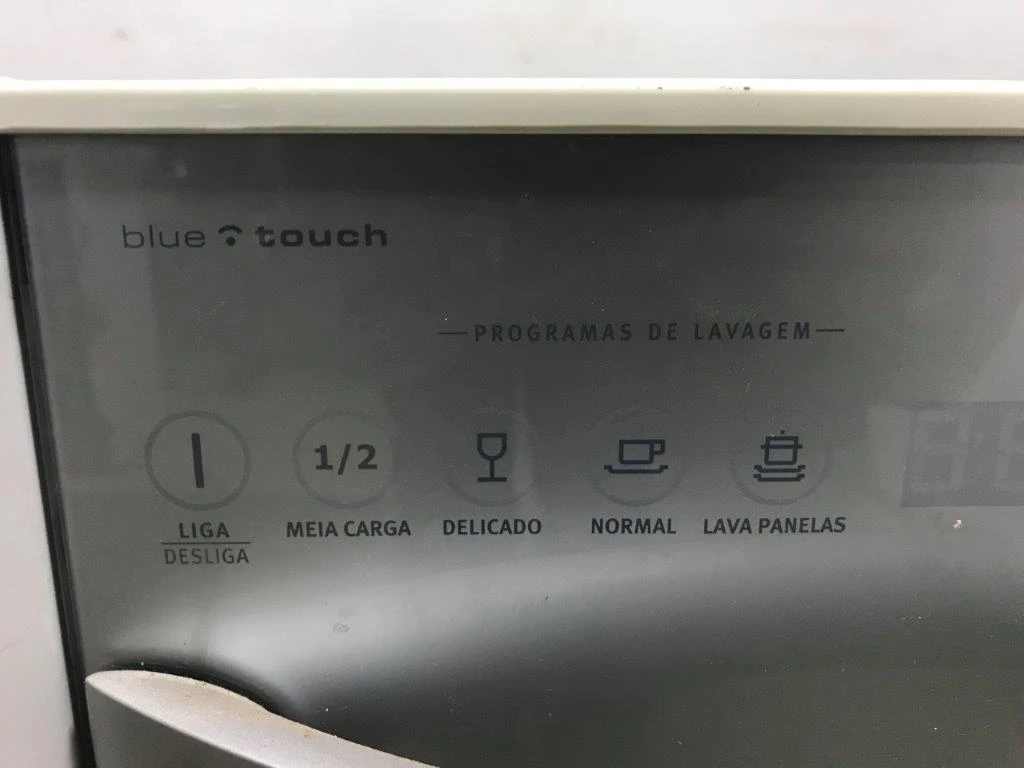 blue touch
PROGRAMAS DE LAVAGEM
1/2
LIGA
DESLIGA
MEIA CARGA
DELICADO
NORMAL
LAVA PANELAS